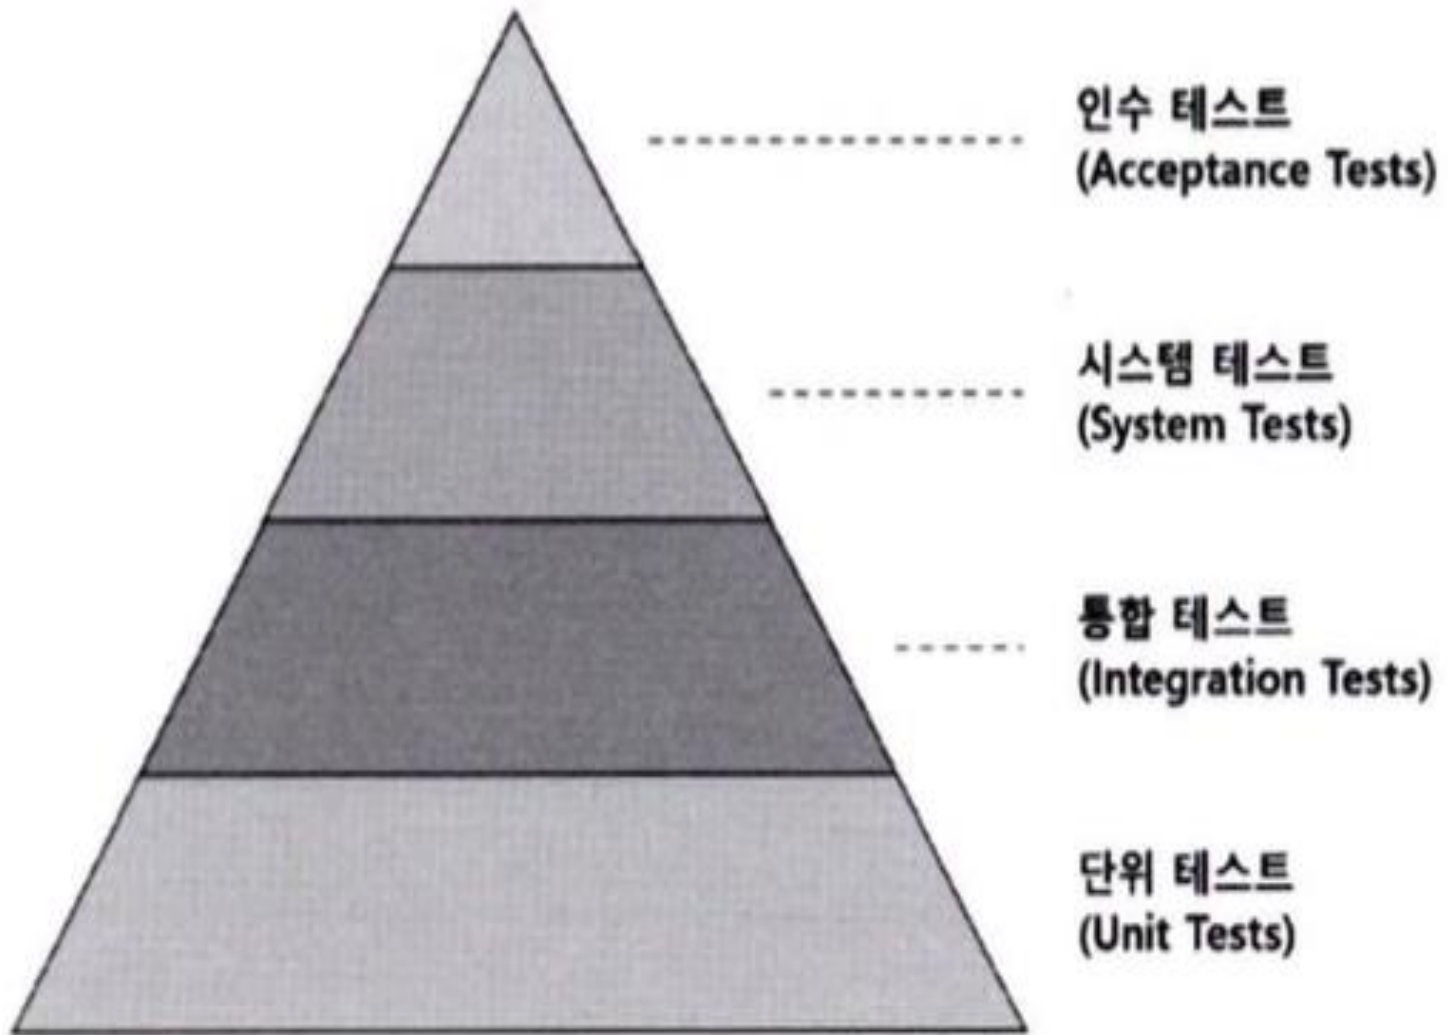 인수 테스트
(Acceptance Tests)
시스템 테스트
(System Tests)
통합 테스트
(Integration Tests)
단위 테스트
(Unit Tests)